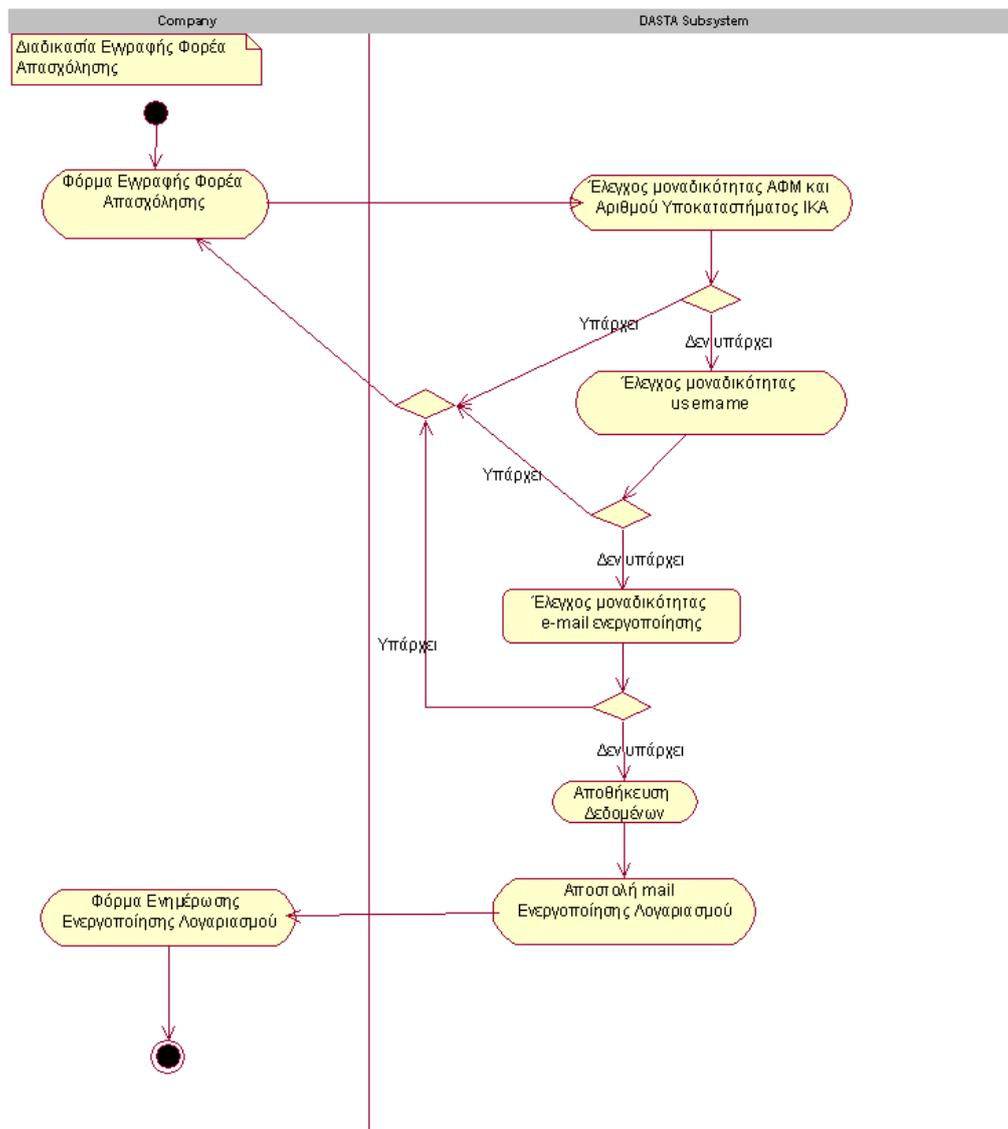 Company
DASTA Subsystem
Διαδικασία Εγγραφής Φορέα
Απασχόλησης
Φόρμα Εγγραφής Φορέα
Απασχόλησης
Έλεγχος μοναδικότητας ΑΦΜ και
Αριθμού Υποκαταστήματος ΙΚΑ
Υπάρχει
Δεν υπάρχει
Έλεγχος μοναδικότητας
username
Υπάρχει
Δεν υπάρχει
Έλεγχος μοναδικότητας
e-mail ενεργοποίησης
Υπάρχει
Δεν υπάρχει
Αποθήκευση
Δεδομένων
Αποστολή mail
Ενεργοποίησης Λογαριασμού
Φόρμα Ενημέρωσης
Ενεργοποίησης Λογαριασμού